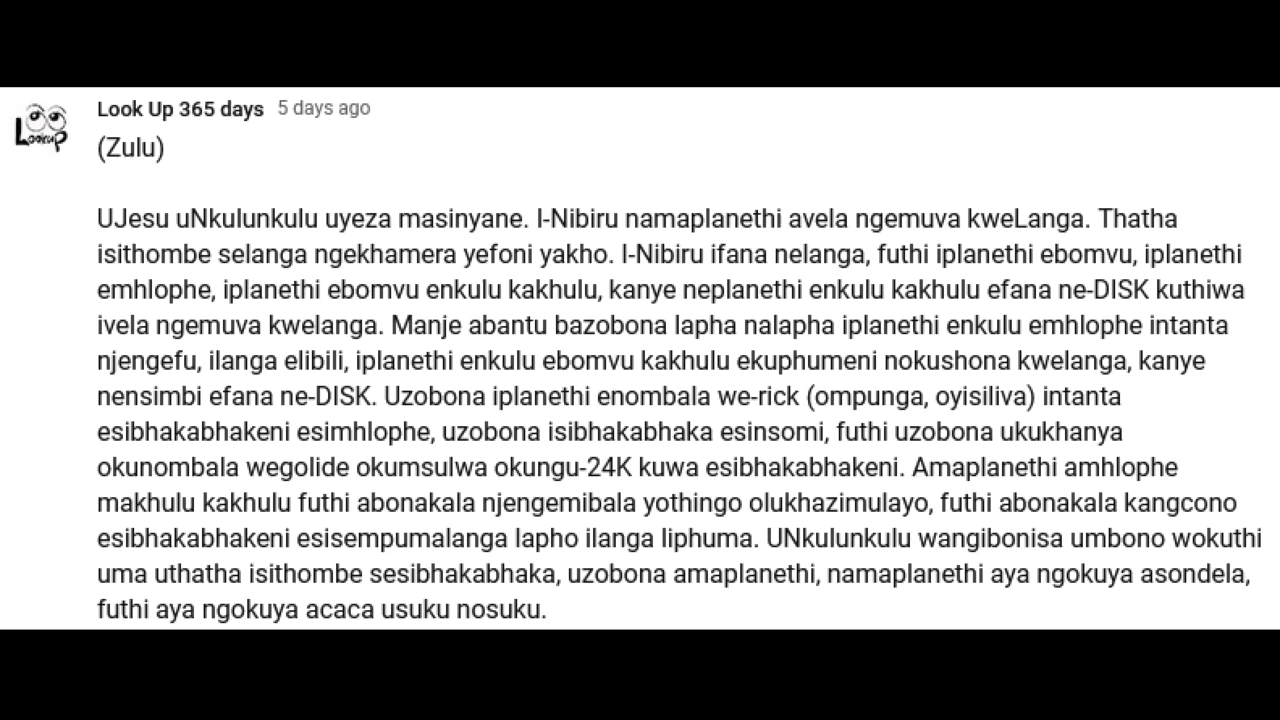 Lookup
Look Up 365 days 5 days ago
(Zulu)
UJesu uNkulunkulu uyeza masinyane. I-Nibiru namaplanethi avela ngemuva kweLanga. Thatha
isithombe selanga ngekhamera yefoni yakho. I-Nibiru ifana nelanga, futhi iplanethi ebomvu, iplanethi
emhlophe, iplanethi ebomvu enkulu kakhulu, kanye neplanethi enkulu kakhulu efana ne-DISK kuthiwa
ivela ngemuva kwelanga. Manje abantu bazobona lapha nalapha iplanethi enkulu emhlophe intanta
njengefu, ilanga elibili, iplanethi enkulu ebomvu kakhulu ekuphumeni nokushona kwelanga, kanye
nensimbi efana ne-DISK. Uzobona iplanethi enombala we-rick (ompunga, oyisiliva) intanta
esibhakabhakeni esimhlophe, uzobona isibhakabhaka esinsomi, futhi uzobona ukukhanya
okunombala wegolide okumsulwa okungu-24K kuwa esibhakabhakeni. Amaplanethi amhlophe
makhulu kakhulu futhi abonakala njengemibala yothingo olukhazimulayo, futhi abonakala kangcono
esibhakabhakeni esisempumalanga lapho ilanga liphuma. UNkulunkulu wangibonisa umbono wokuthi
uma uthatha isithombe sesibhakabhaka, uzobona amaplanethi, namaplanethi aya ngokuya asondela,
futhi aya ngokuya acaca usuku nosuku.